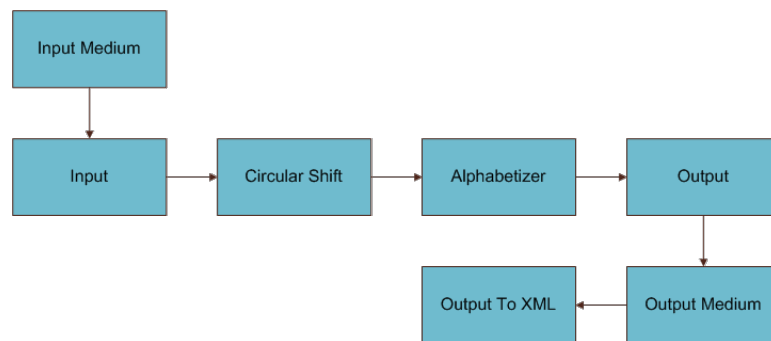 Input Medium
Input
Circular Shift
Alphabetizer
Output
Output To XML
Output Medium